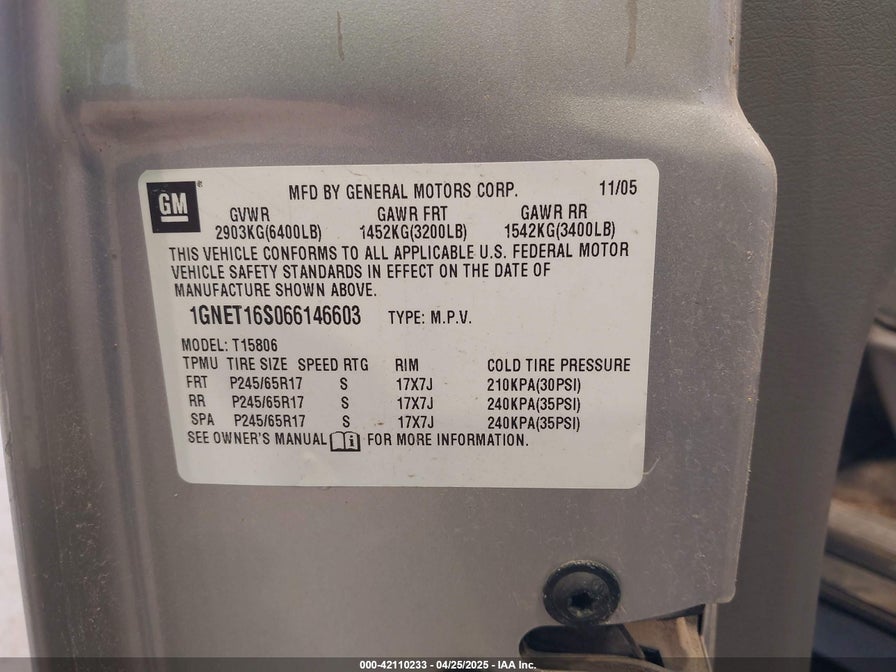 GM ® MFD BY GENERAL MOTORS CORP. 11/05
GVWR GAWR FRT GAWR RR
2903KG(6400LB) 1452KG(3200LB) 1542KG(3400LB)
THIS VEHICLE CONFORMS TO ALL APPLICABLE U.S. FEDERAL MOTOR
VEHICLE SAFETY STANDARDS IN EFFECT ON THE DATE OF
MANUFACTURE SHOWN ABOVE.
1GNET16S066146603 TYPE: M.P.V.
MODEL: T15806
TPMU TIRE SIZE SPEED RTG RIM COLD TIRE PRESSURE
FRT P245/65R17 S 17X7J 210KPA(30PSI)
RR P245/65R17 S 17X7J 240KPA(35PSI)
SPA P245/65R17 S 17X7J 240KPA(35PSI)
SEE OWNER'S MANUAL i FOR MORE INFORMATION.
000-42110233 - 04/25/2025 - IAA Inc.